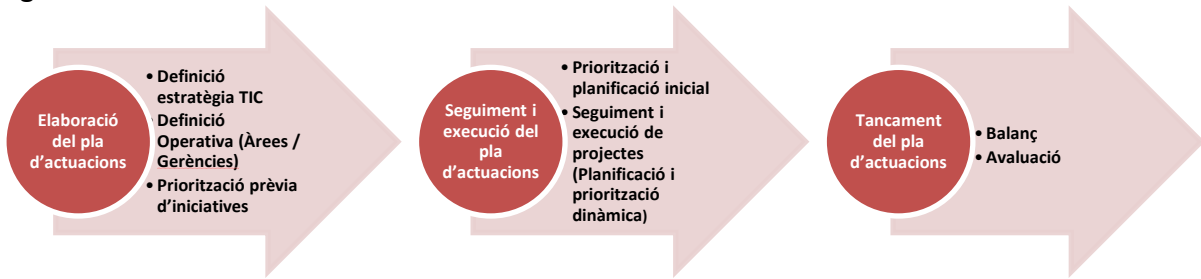 Elaboració
del pla
d'actuacions
• Definició
estratègia TIC
• Definició
Operativa (Àrees /
Gerències)
• Priorització prèvia
d'iniciatives
Seguiment i
execució del
pla
d'actuacions
• Priorització i
planificació inicial
• Seguiment i
execució de
projectes
(Planificació i
priorització
dinàmica)
Tancament
del pla
d'actuacions
• Balanç
• Avaluació